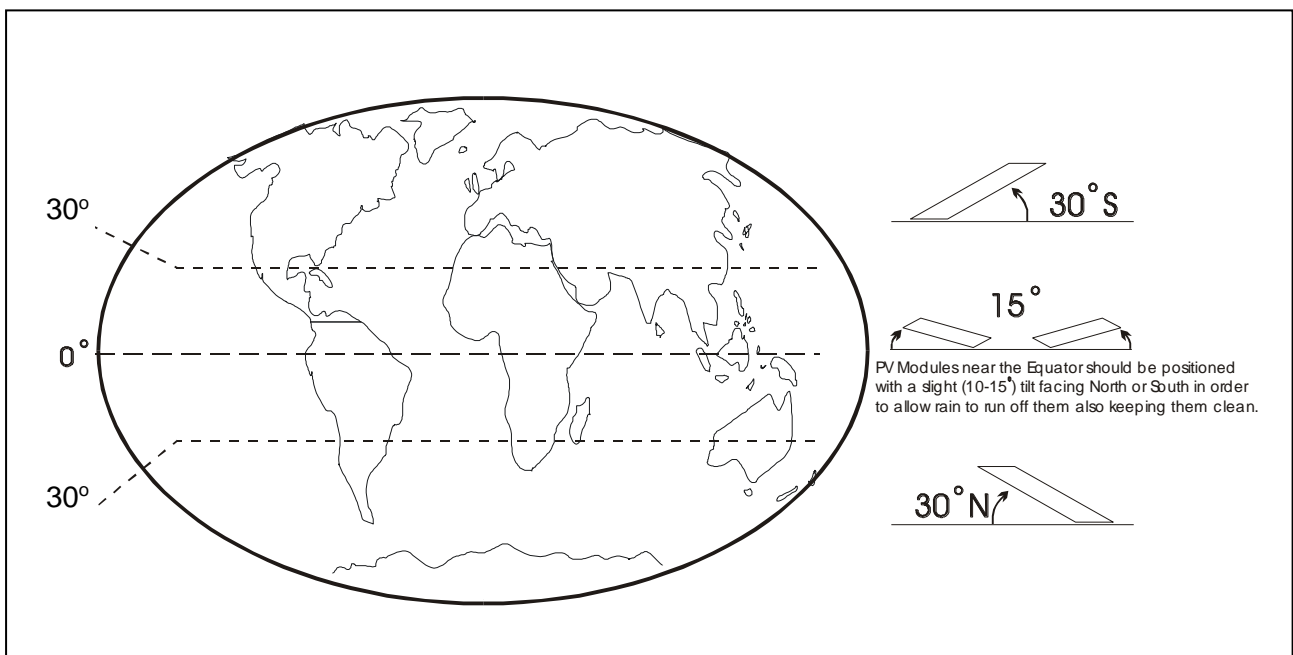 30º
0°
30º
30°S
15°
PV Modules near the Equator should be positioned
with a slight (10-15°) tilt facing North or South in order
to allow rain to run off them also keeping them clean.
30°N